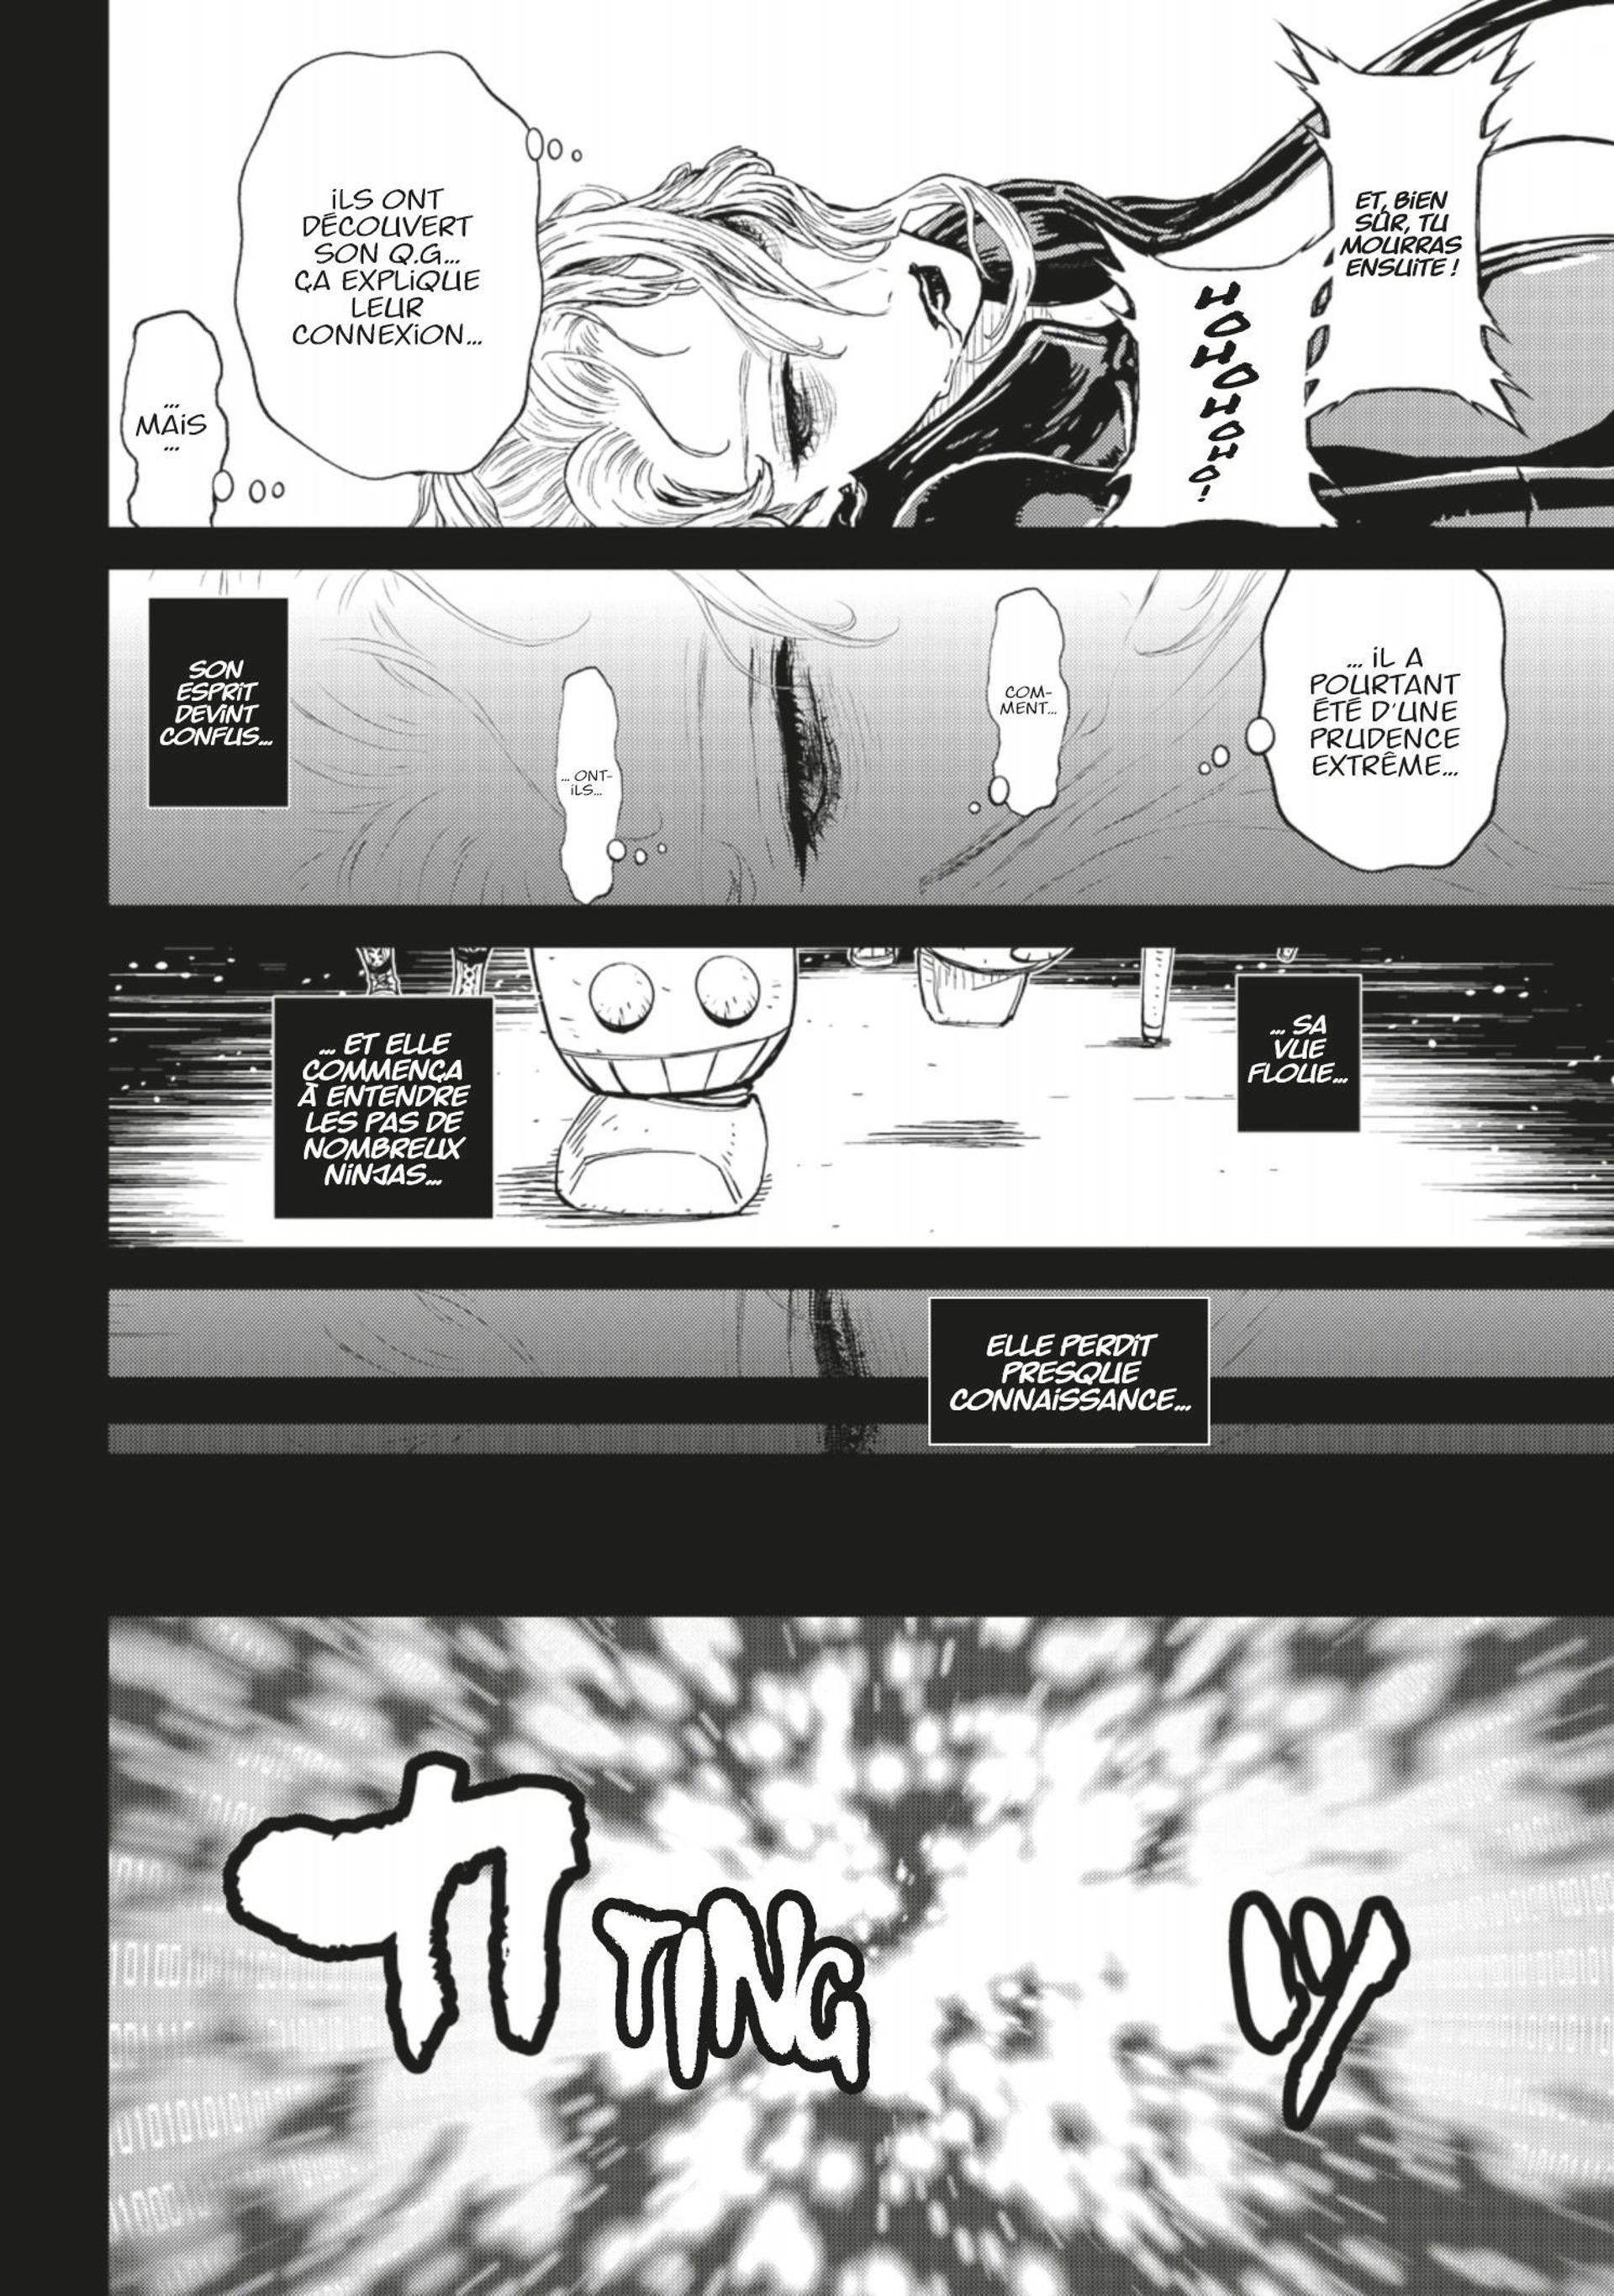 ET, BIEN
SÛR, TU
MOURRAS
ENSUITE !
HOHOHOHOHO!
ILS ONT
DÉCOUVERT
SON Q.G...
ÇA EXPLIQUE
LEUR
CONNEXION...
...
MAIS
...
... IL A
POURTANT
ÉTÉ D'UNE
PRUDENCE
EXTRÊME...
COM-
MENT...
... ONT-
ILS...
SON
ESPRIT
DEVINT
CONFUS...
... SA
VUE
FLOUE...
... ET ELLE
COMMENÇA
À ENTENDRE
LES PAS DE
NOMBREUX
NINJAS...
ELLE PERDIT
PRESQUE
CONNAISSANCE...
ッ
TING